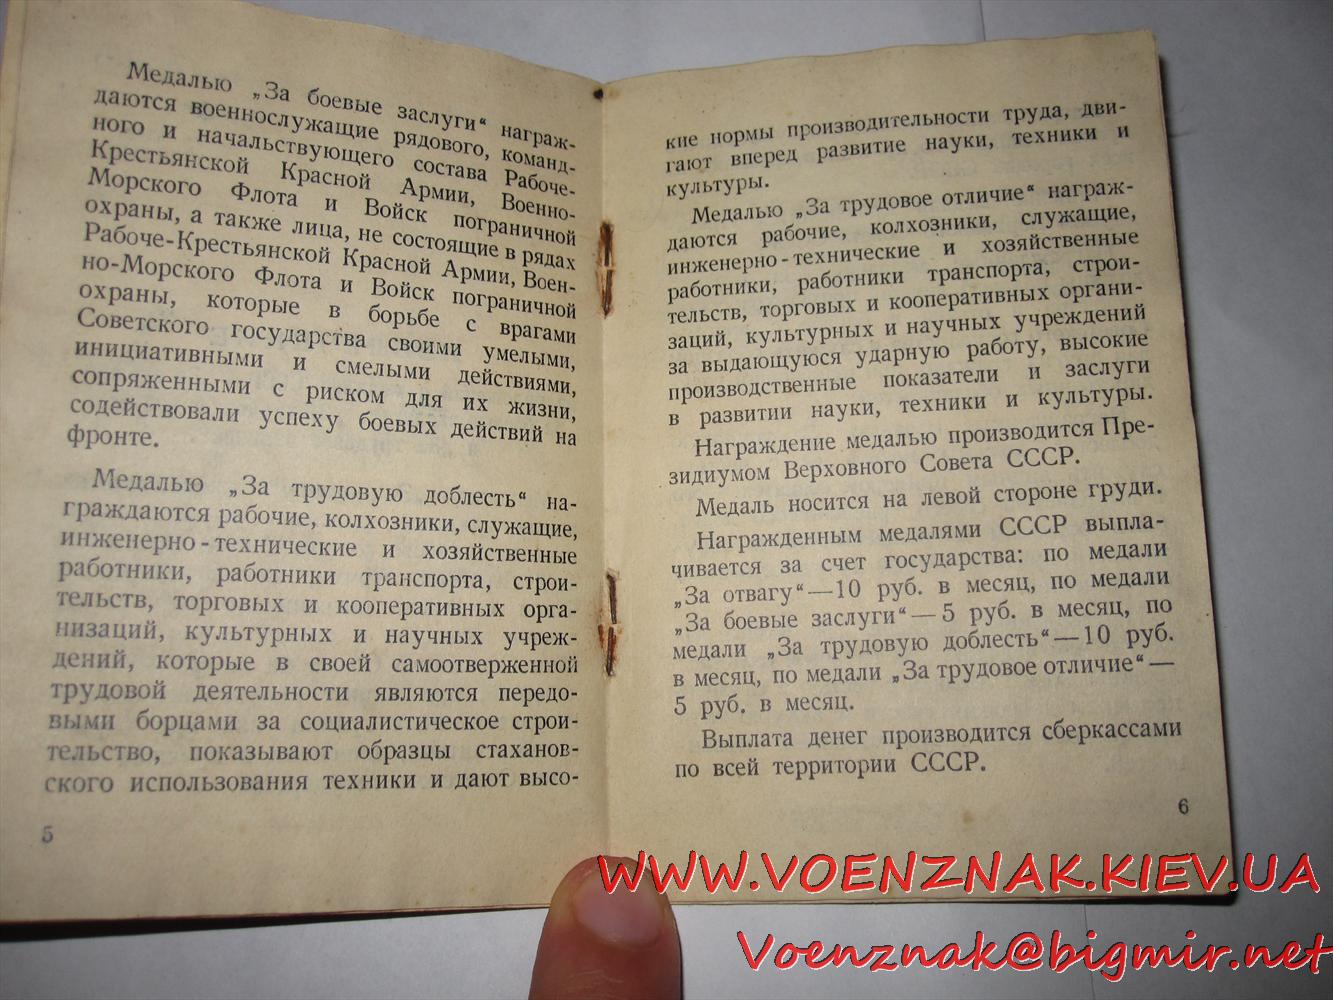 Медалью „За боевые заслуги“ награж-
даются военнослужащие рядового, команд-
ного и начальствующего состава Рабоче-
Крестьянской Красной Армии, Военно-
Морского Флота и Войск пограничной
охраны, а также лица, не состоящие в рядах
Рабоче-Крестьянской Красной Армии, Воен-
но-Морского Флота и Войск пограничной
охраны, которые в борьбе с врагами
Советского государства своими умелыми,
инициативными и смелыми действиями,
сопряженными с риском для их жизни,
содействовали успеху боевых действий на
фронте.
Медалью „За трудовую доблесть“ на-
граждаются рабочие, колхозники, служащие,
инженерно-технические и хозяйственные
работники, работники транспорта, строи-
тельств, торговых и кооперативных орга-
низаций, культурных и научных учреж-
дений, которые в своей самоотверженной
трудовой деятельности являются передо-
выми борцами за социалистическое строи-
тельство, показывают образцы стаханов-
ского использования техники и дают высо-
5
кие нормы производительности труда, дви-
гают вперед развитие науки, техники и
культуры.
Медалью „За трудовое отличие“ награж-
даются рабочие, колхозники, служащие,
инженерно-технические и хозяйственные
работники, работники транспорта, строи-
тельств, торговых и кооперативных органи-
заций, культурных и научных учреждений
за выдающуюся ударную работу, высокие
производственные показатели и заслуги
в развитии науки, техники и культуры.
Награждение медалью производится Пре-
зидиумом Верховного Совета СССР.
Медаль носится на левой стороне груди.
Награжденным медалями СССР выпла-
чивается за счет государства: по медали
„За отвагу“—10 руб. в месяц, по медали
„За боевые заслуги“—5 руб. в месяц, по
медали „За трудовую доблесть“—10 руб.
в месяц, по медали „За трудовое отличие“—
5 руб. в месяц.
Выплата денег производится сберкассами
по всей территории СССР.
6
WWW.VOENZNAK.KIEV.UA
Voenznak@bigmir.net